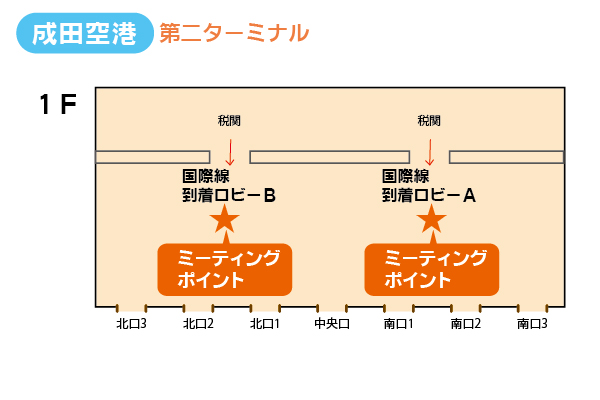 成田空港 第二ターミナル
1F
税関 税関
国際線
到着ロビーB
国際線
到着ロビーA
ミーティング
ポイント
ミーティング
ポイント
北口3 北口2 北口1 中央口 南口1 南口2 南口3